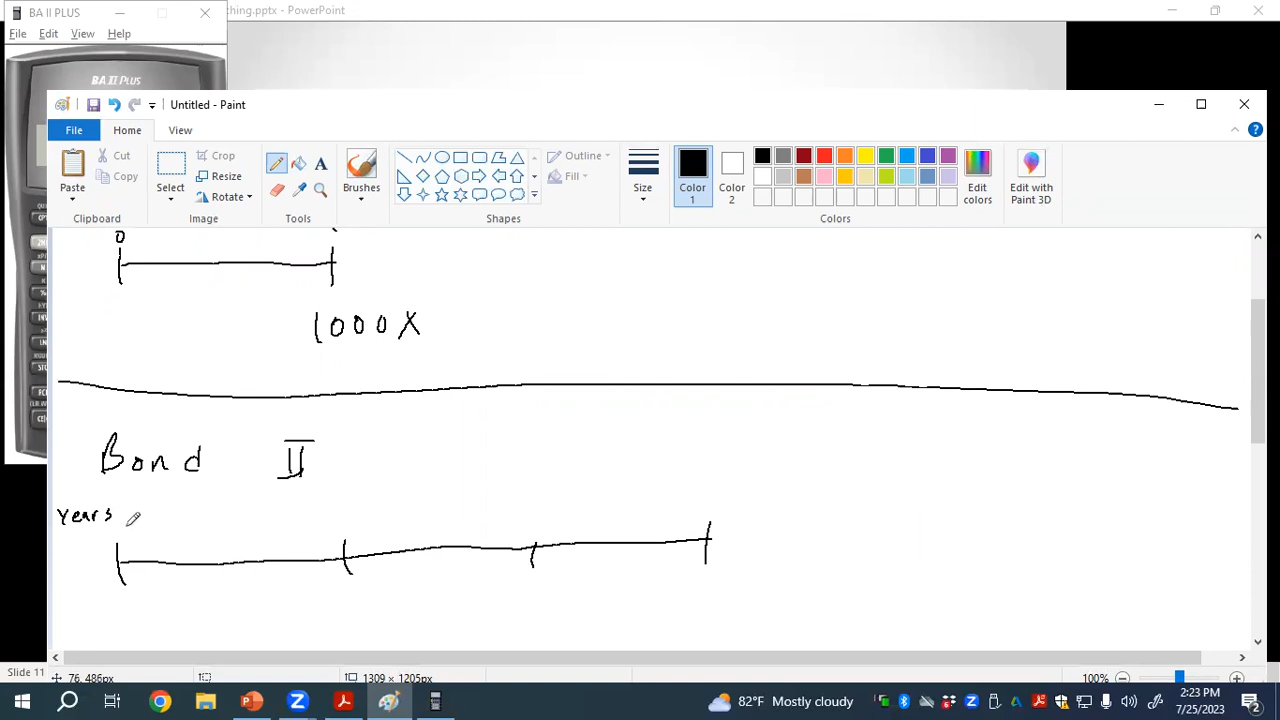 BA II PLUS
thing.pptx - PowerPoint
File Edit View Help
BA II PLUS
Untitled - Paint
File Home View
Paste
Cut
Copy
Clipboard
Select
Crop
Resize
Rotate
Image
Tools
Brushes
Shapes
Outline
Fill
Size
Color 1
Color 2
Edit colors
Colors
Edit with Paint 3D
0
1000X
Bond II
Years
Slide 11
76, 486px
1309 × 1205px
100%
82°F Mostly cloudy
2:23 PM
7/25/2023
2